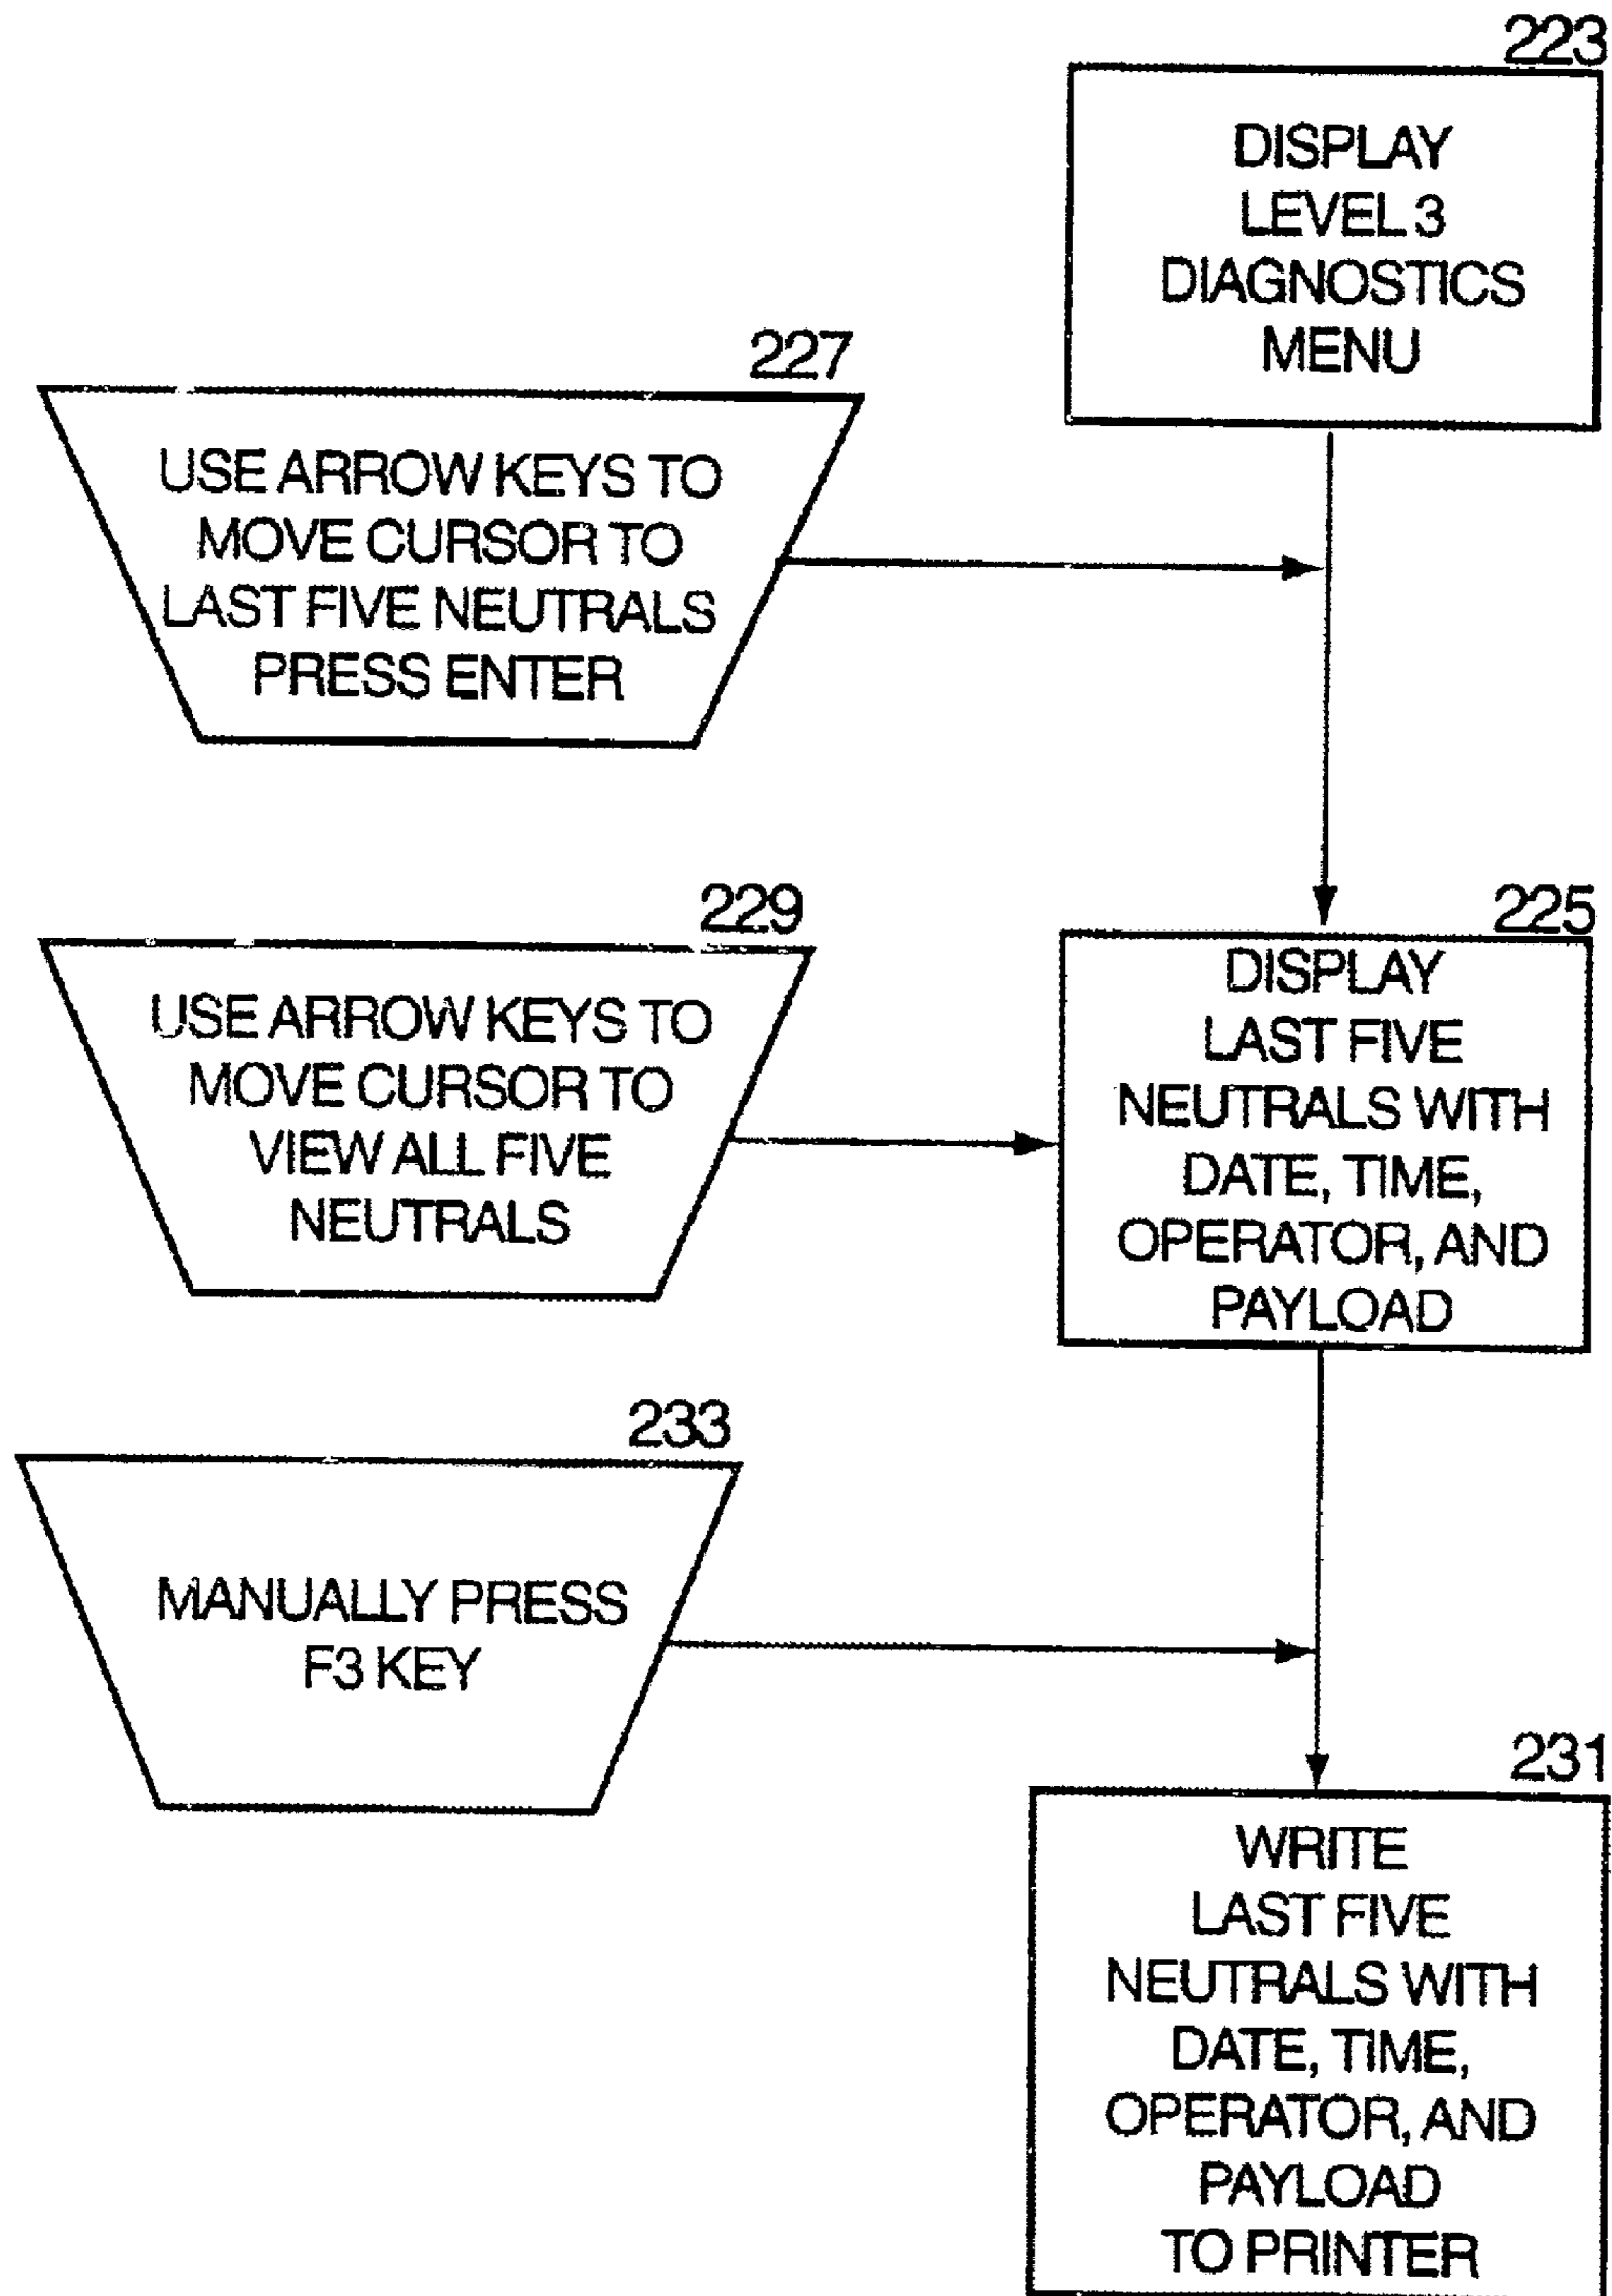 223
DISPLAY
LEVEL 3
DIAGNOSTICS
MENU
227
USE ARROW KEYS TO
MOVE CURSOR TO
LAST FIVE NEUTRALS
PRESS ENTER
229
USE ARROW KEYS TO
MOVE CURSOR TO
VIEW ALL FIVE
NEUTRALS
225
DISPLAY
LAST FIVE
NEUTRALS WITH
DATE, TIME,
OPERATOR, AND
PAYLOAD
233
MANUALLY PRESS
F3 KEY
231
WRITE
LAST FIVE
NEUTRALS WITH
DATE, TIME,
OPERATOR, AND
PAYLOAD
TO PRINTER